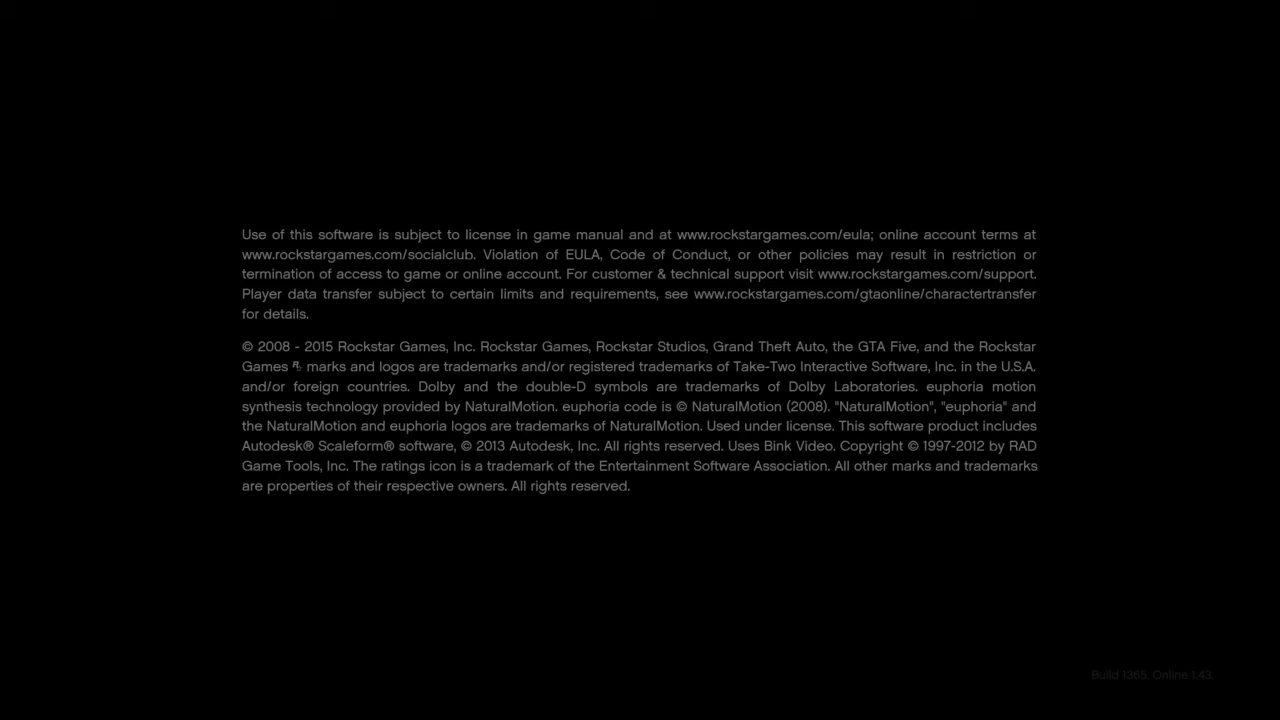 Use of this software is subject to license in game manual and at www.rockstargames.com/eula; online account terms at
www.rockstargames.com/socialclub. Violation of EULA, Code of Conduct, or other policies may result in restriction or
termination of access to game or online account. For customer & technical support visit www.rockstargames.com/support.
Player data transfer subject to certain limits and requirements, see www.rockstargames.com/gtaonline/charactertransfer
for details.
© 2008 - 2015 Rockstar Games, Inc. Rockstar Games, Rockstar Studios, Grand Theft Auto, the GTA Five, and the Rockstar
Games R* marks and logos are trademarks and/or registered trademarks of Take-Two Interactive Software, Inc. in the U.S.A.
and/or foreign countries. Dolby and the double-D symbols are trademarks of Dolby Laboratories. euphoria motion
synthesis technology provided by NaturalMotion. euphoria code is © NaturalMotion (2008). "NaturalMotion", "euphoria" and
the NaturalMotion and euphoria logos are trademarks of NaturalMotion. Used under license. This software product includes
Autodesk® Scaleform® software, © 2013 Autodesk, Inc. All rights reserved. Uses Bink Video. Copyright © 1997-2012 by RAD
Game Tools, Inc. The ratings icon is a trademark of the Entertainment Software Association. All other marks and trademarks
are properties of their respective owners. All rights reserved.
Build 1365. Online 1.43.